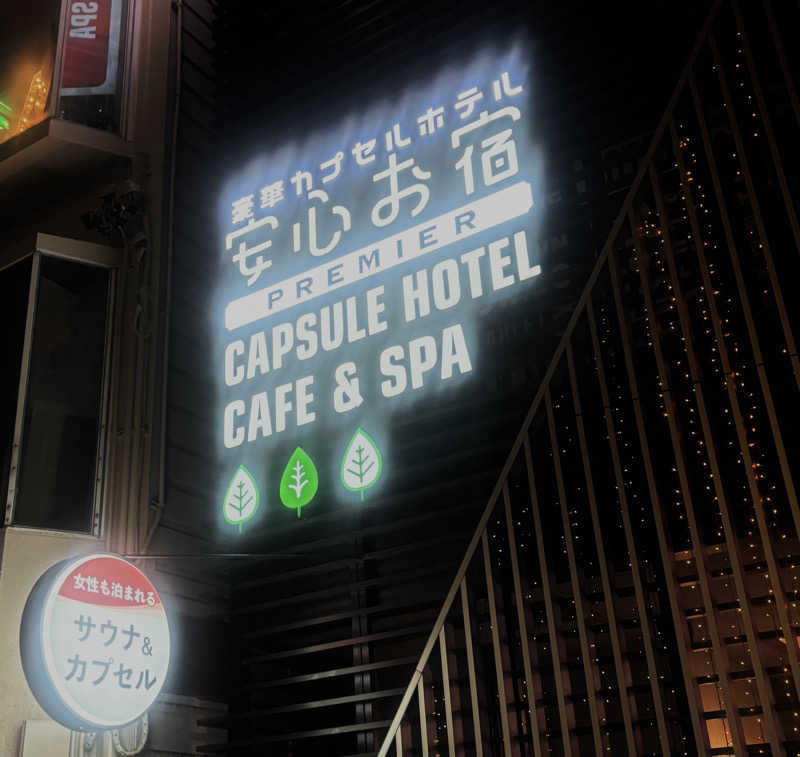 SPA
豪華カプセルホテル
安心お宿
PREMIER
CAPSULE HOTEL
CAFE & SPA
女性も泊まれる
サウナ&
カプセル